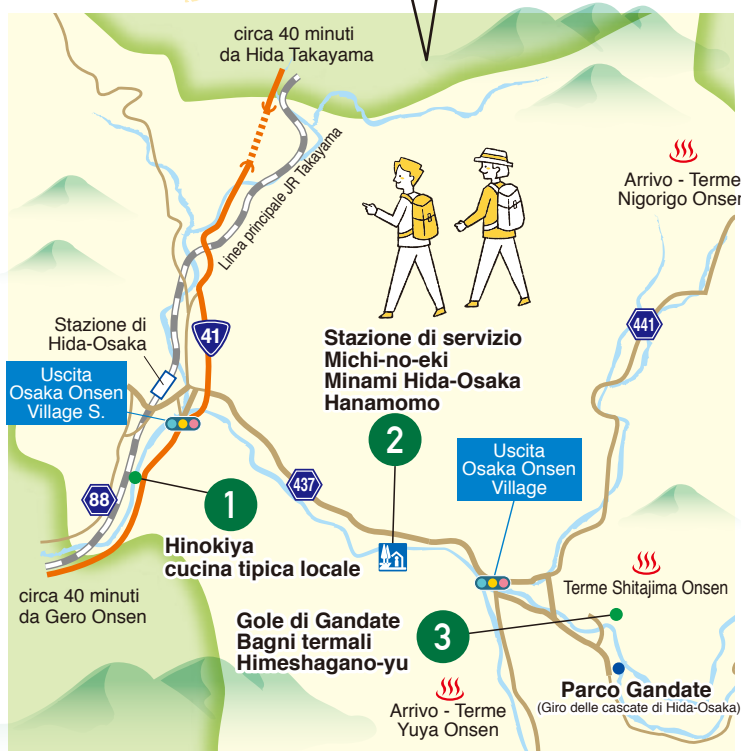 circa 40 minuti
da Hida Takayama
Linea principale JR Takayama
Arrivo - Terme
Nigorigo Onsen
441
Stazione di
Hida-Osaka
41
Stazione di servizio
Michi-no-eki
Minami Hida-Osaka
Hanamomo
2
Uscita
Osaka Onsen
Village S.
Uscita
Osaka Onsen
Village
88
1
437
Hinokiya
cucina tipica locale
circa 40 minuti
da Gero Onsen
Gole di Gandate
Bagni termali
Himeshagano-yu
3
Terme Shitajima Onsen
Arrivo - Terme
Yuya Onsen
Parco Gandate
(Giro delle cascate di Hida-Osaka)